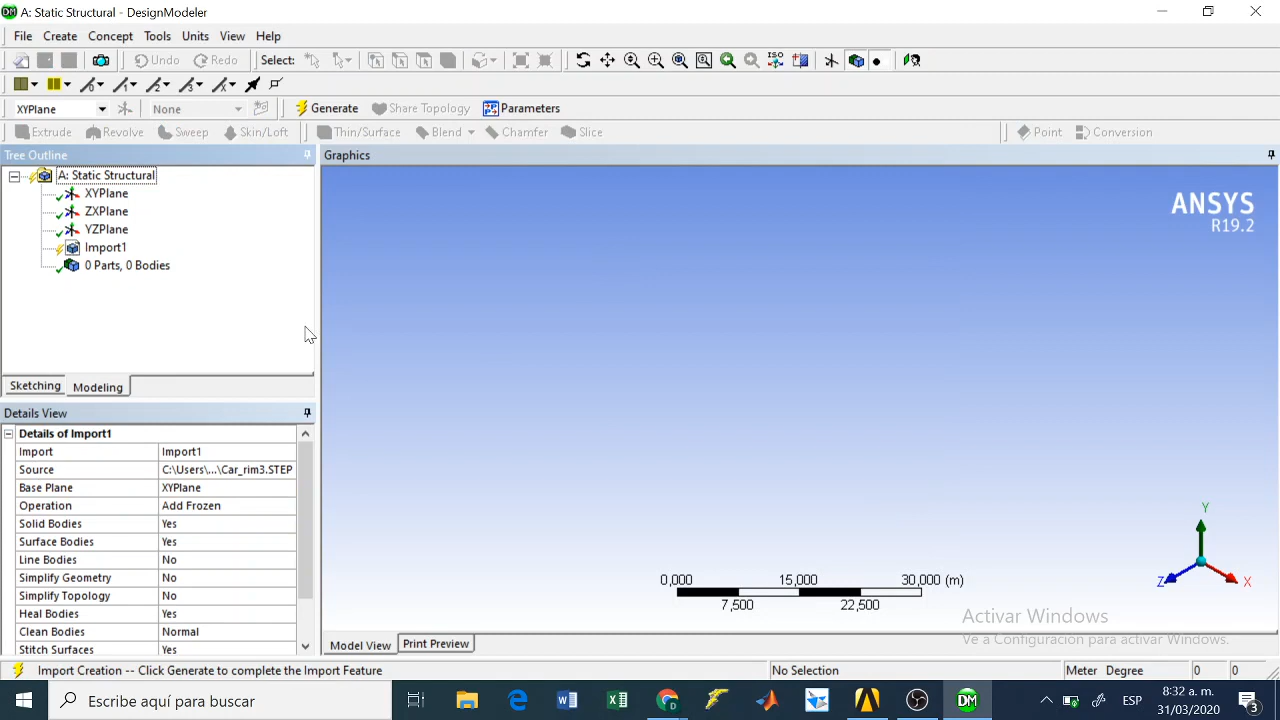 A: Static Structural - DesignModeler
File Create Concept Tools Units View Help
Undo Redo Select: ISO
XYPlane None Generate Share Topology Parameters
Extrude Revolve Sweep Skin/Loft Thin/Surface Blend Chamfer Slice Point Conversion
Tree Outline
A: Static Structural
XYPlane
ZXPlane
YZPlane
Import1
0 Parts, 0 Bodies
Sketching Modeling
Details View
Details of Import1
Import Import1
Source C:\Users\...\Car_rim3.STEP
Base Plane XYPlane
Operation Add Frozen
Solid Bodies Yes
Surface Bodies Yes
Line Bodies No
Simplify Geometry No
Simplify Topology No
Heal Bodies Yes
Clean Bodies Normal
Stitch Surfaces Yes
Graphics
ANSYS
R19.2
Y
Z X
0,000 15,000 30,000 (m)
7,500 22,500
Activar Windows
Ve a Configuración para activar Windows.
Model View Print Preview
Import Creation -- Click Generate to complete the Import Feature No Selection Meter Degree 0 0
Escribe aquí para buscar
ESP
8:32 a. m.
31/03/2020
3